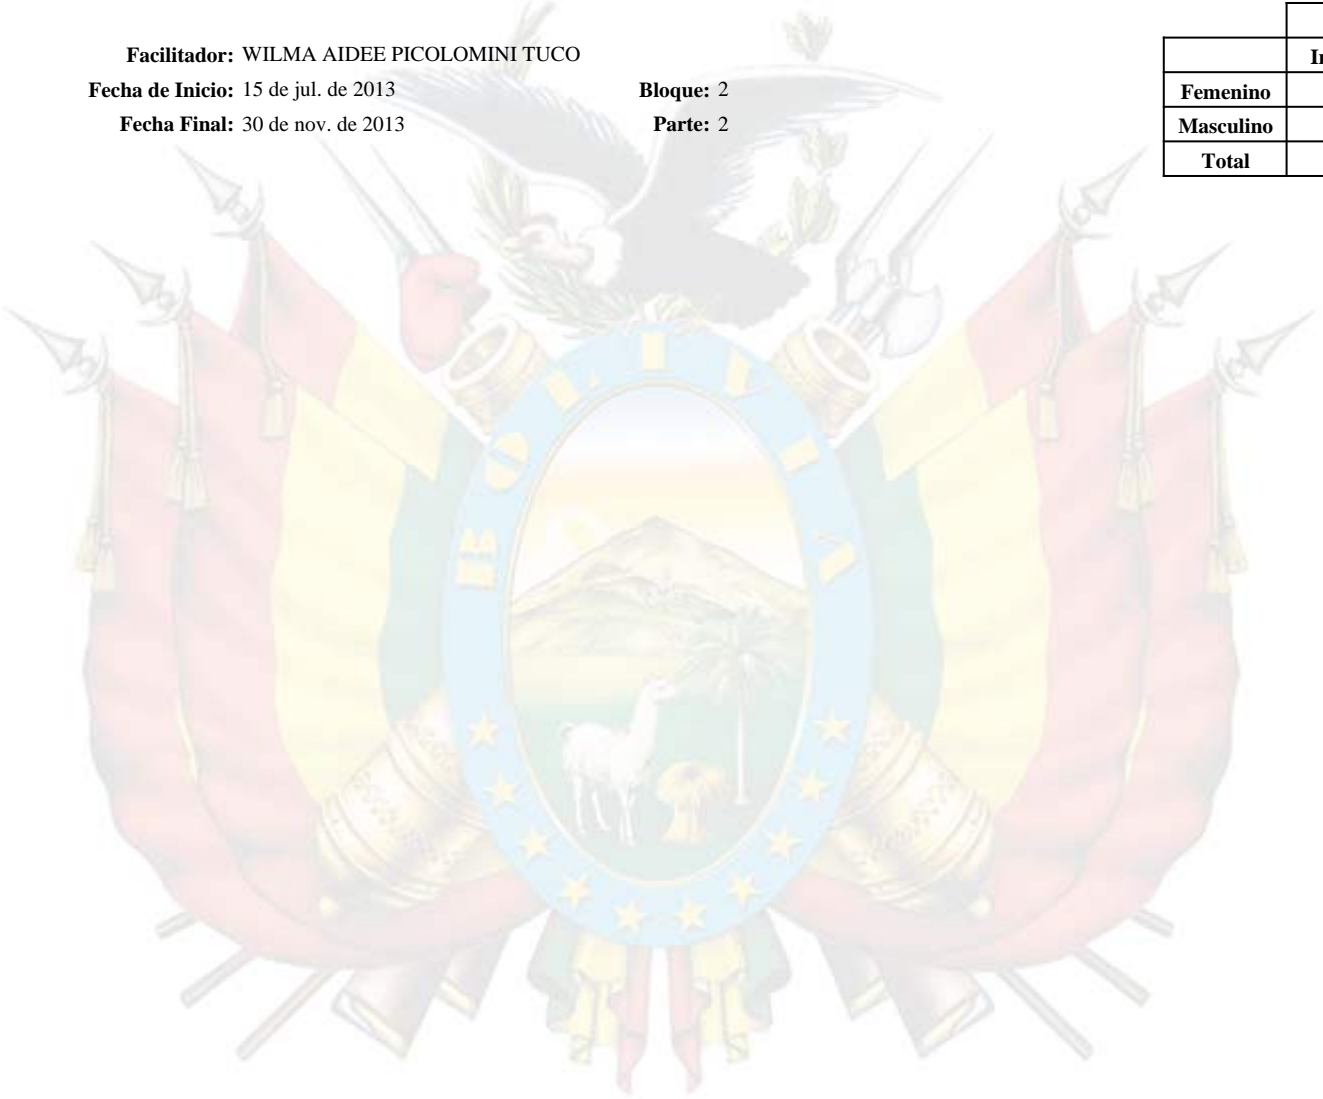 Facilitador: WILMA AIDEE PICOLOMINI TUCO
Fecha de Inicio: 15 de jul. de 2013 Bloque: 2
Fecha Final: 30 de nov. de 2013 Parte: 2
Femenino
Masculino
Total
BOLIVIA